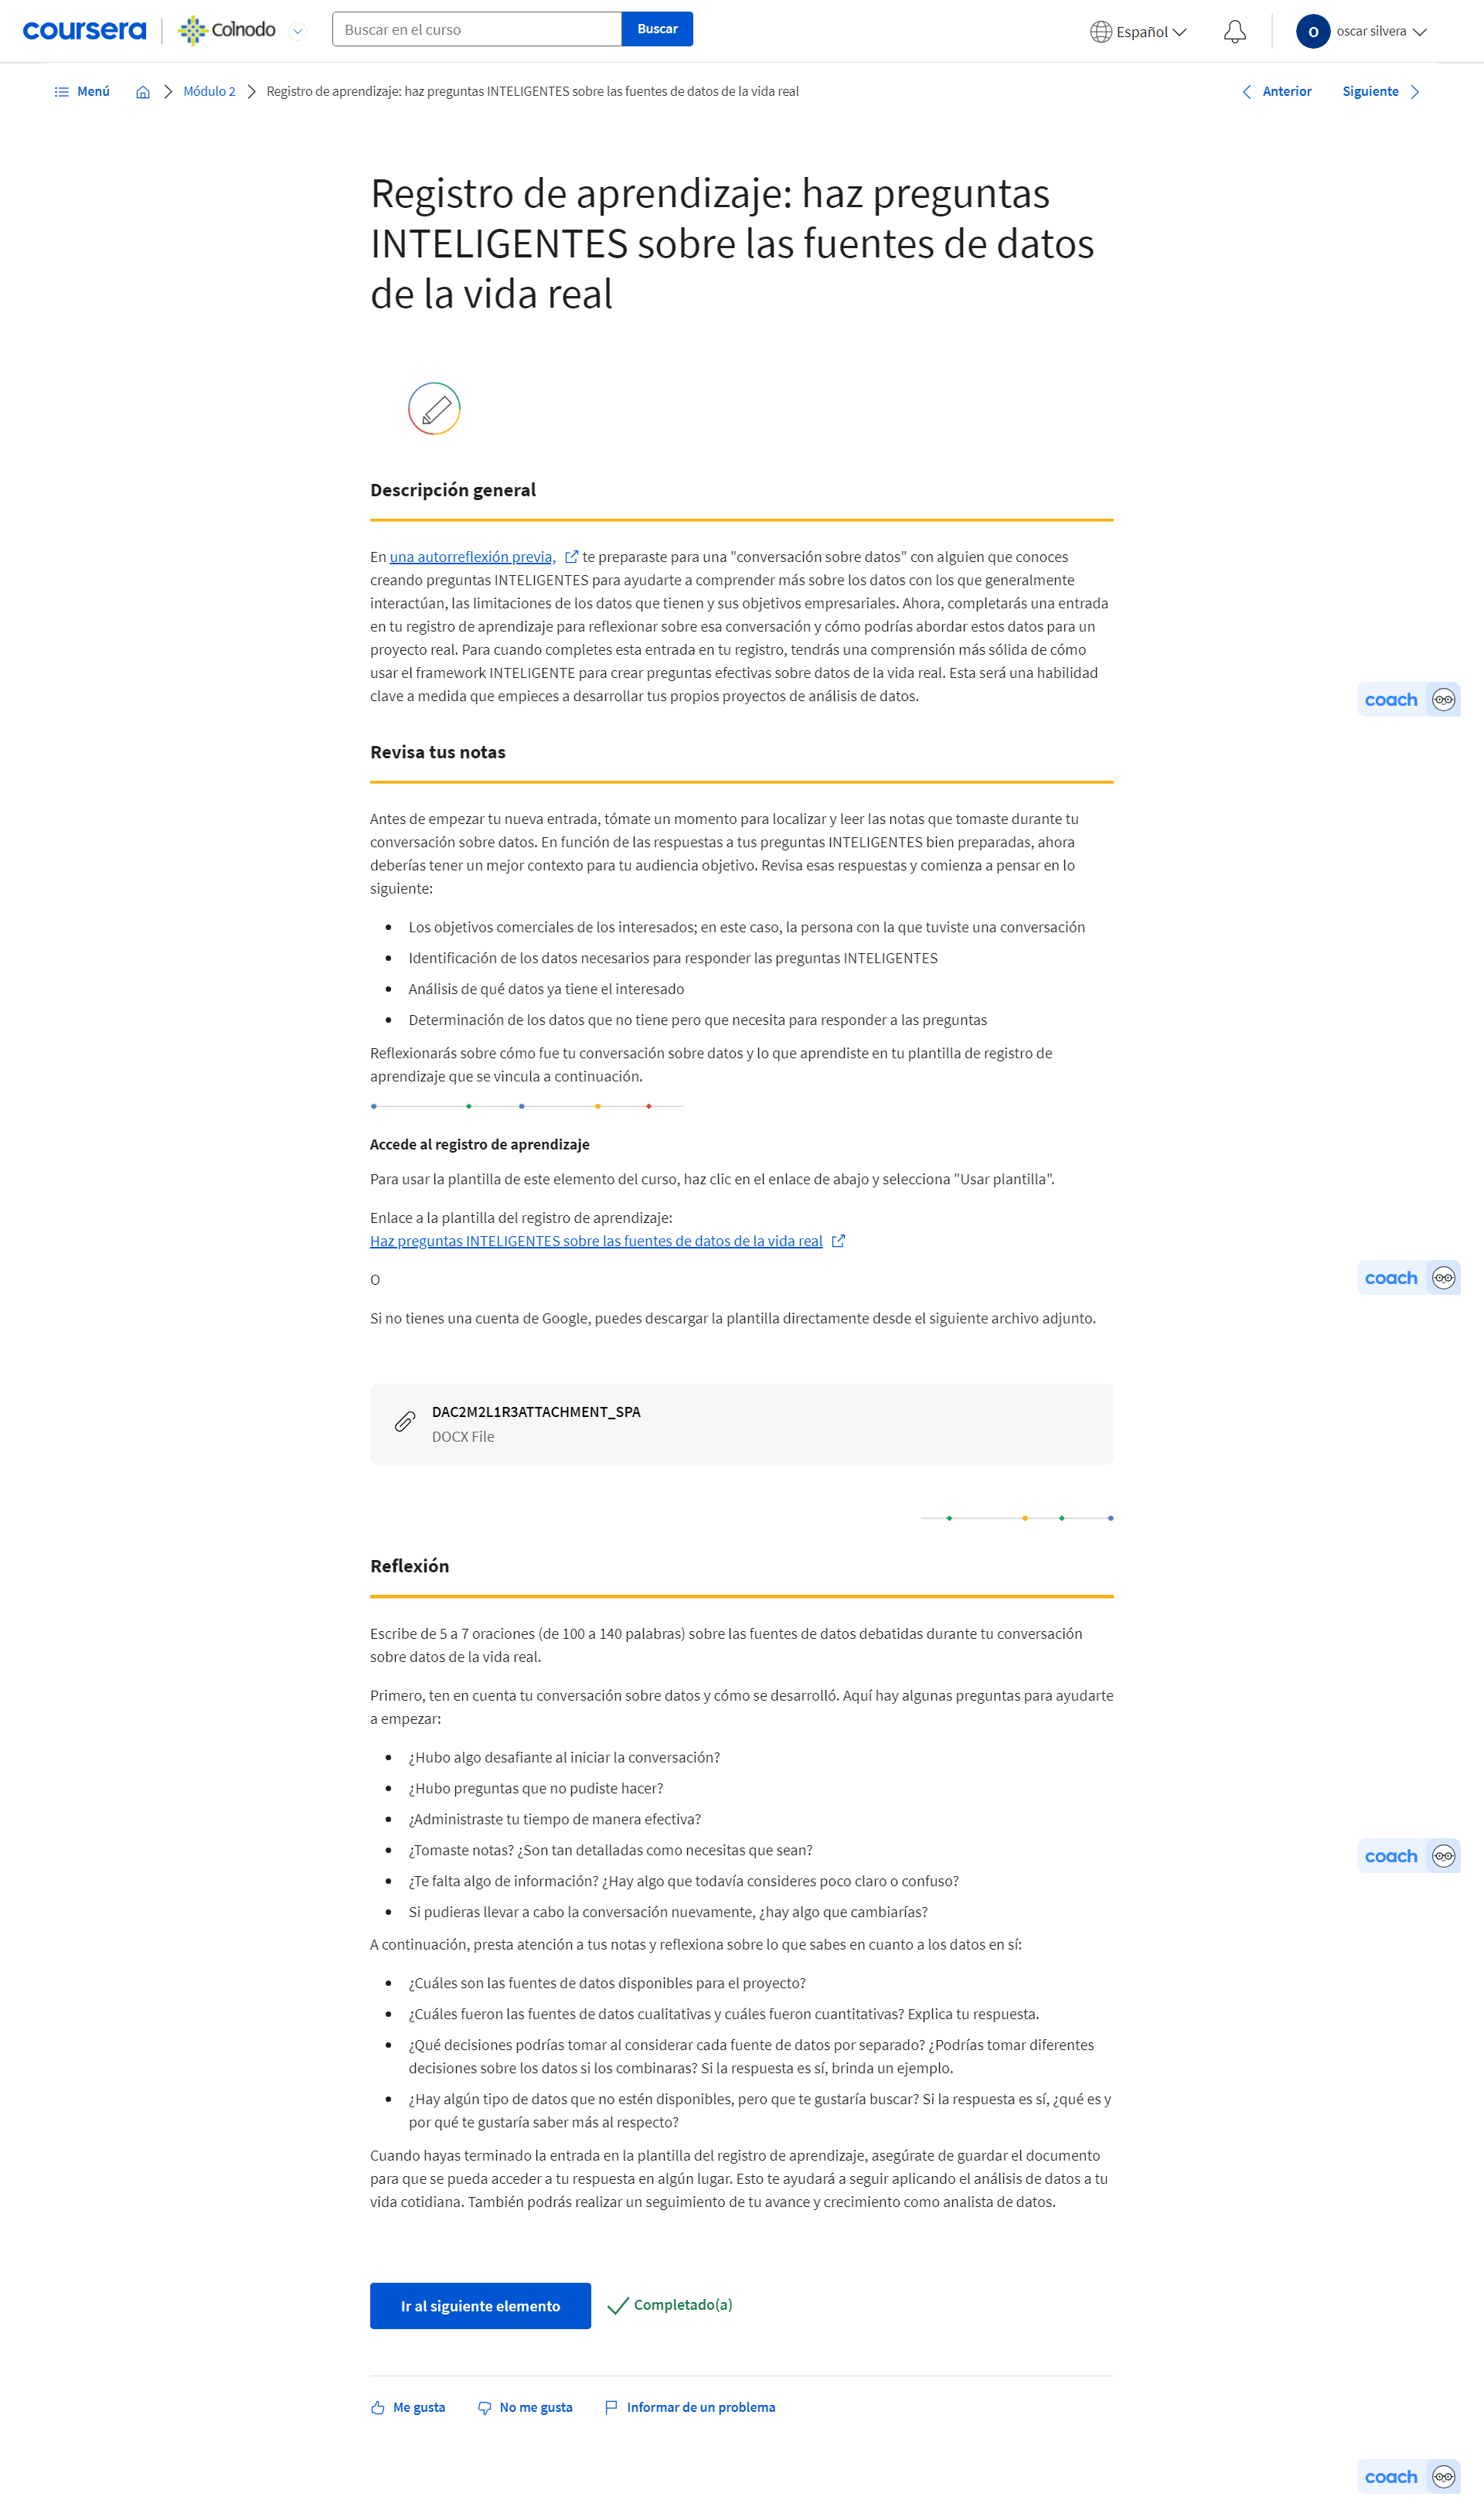 coursera
Colnodo
Buscar en el curso
Buscar
Español
O
oscar silvera
Menú
Módulo 2
Registro de aprendizaje: haz preguntas INTELIGENTES sobre las fuentes de datos de la vida real
Anterior
Siguiente
Registro de aprendizaje: haz preguntas
INTELIGENTES sobre las fuentes de datos
de la vida real
Descripción general
En una autorreflexión previa, te preparaste para una "conversación sobre datos" con alguien que conoces
creando preguntas INTELIGENTES para ayudarte a comprender más sobre los datos con los que generalmente
interactúan, las limitaciones de los datos que tienen y sus objetivos empresariales. Ahora, completarás una entrada
en tu registro de aprendizaje para reflexionar sobre esa conversación y cómo podrías abordar estos datos para un
proyecto real. Para cuando completes esta entrada en tu registro, tendrás una comprensión más sólida de cómo
usar el framework INTELIGENTE para crear preguntas efectivas sobre datos de la vida real. Esta será una habilidad
clave a medida que empieces a desarrollar tus propios proyectos de análisis de datos.
coach
Revisa tus notas
Antes de empezar tu nueva entrada, tómate un momento para localizar y leer las notas que tomaste durante tu
conversación sobre datos. En función de las respuestas a tus preguntas INTELIGENTES bien preparadas, ahora
deberías tener un mejor contexto para tu audiencia objetivo. Revisa esas respuestas y comienza a pensar en lo
siguiente:
Los objetivos comerciales de los interesados; en este caso, la persona con la que tuviste una conversación
Identificación de los datos necesarios para responder las preguntas INTELIGENTES
Análisis de qué datos ya tiene el interesado
Determinación de los datos que no tiene pero que necesita para responder a las preguntas
Reflexionarás sobre cómo fue tu conversación sobre datos y lo que aprendiste en tu plantilla de registro de
aprendizaje que se vincula a continuación.
Accede al registro de aprendizaje
Para usar la plantilla de este elemento del curso, haz clic en el enlace de abajo y selecciona "Usar plantilla".
Enlace a la plantilla del registro de aprendizaje:
Haz preguntas INTELIGENTES sobre las fuentes de datos de la vida real
coach
O
Si no tienes una cuenta de Google, puedes descargar la plantilla directamente desde el siguiente archivo adjunto.
DAC2M2L1R3ATTACHMENT_SPA
DOCX File
Reflexión
Escribe de 5 a 7 oraciones (de 100 a 140 palabras) sobre las fuentes de datos debatidas durante tu conversación
sobre datos de la vida real.
Primero, ten en cuenta tu conversación sobre datos y cómo se desarrolló. Aquí hay algunas preguntas para ayudarte
a empezar:
¿Hubo algo desafiante al iniciar la conversación?
¿Hubo preguntas que no pudiste hacer?
¿Administraste tu tiempo de manera efectiva?
¿Tomaste notas? ¿Son tan detalladas como necesitas que sean?
coach
¿Te falta algo de información? ¿Hay algo que todavía consideres poco claro o confuso?
Si pudieras llevar a cabo la conversación nuevamente, ¿hay algo que cambiarías?
A continuación, presta atención a tus notas y reflexiona sobre lo que sabes en cuanto a los datos en sí:
¿Cuáles son las fuentes de datos disponibles para el proyecto?
¿Cuáles fueron las fuentes de datos cualitativas y cuáles fueron cuantitativas? Explica tu respuesta.
¿Qué decisiones podrías tomar al considerar cada fuente de datos por separado? ¿Podrías tomar diferentes
decisiones sobre los datos si los combinaras? Si la respuesta es sí, brinda un ejemplo.
¿Hay algún tipo de datos que no estén disponibles, pero que te gustaría buscar? Si la respuesta es sí, ¿qué es y
por qué te gustaría saber más al respecto?
Cuando hayas terminado la entrada en la plantilla del registro de aprendizaje, asegúrate de guardar el documento
para que se pueda acceder a tu respuesta en algún lugar. Esto te ayudará a seguir aplicando el análisis de datos a tu
vida cotidiana. También podrás realizar un seguimiento de tu avance y crecimiento como analista de datos.
Ir al siguiente elemento
Completado(a)
Me gusta
No me gusta
Informar de un problema
coach